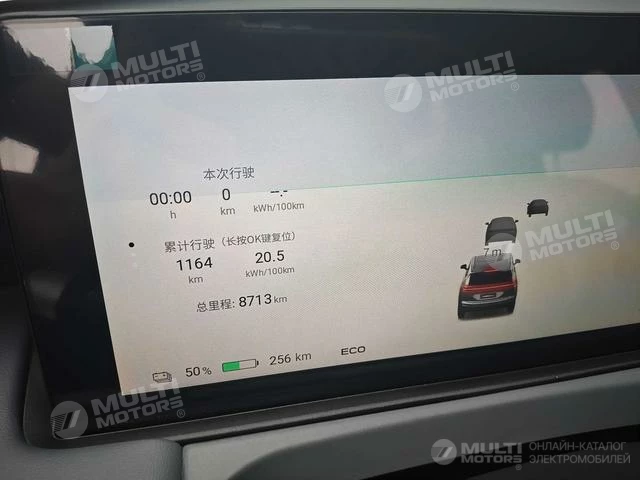 MULTI
MOTORS
MULTI
MOTORS
本次行驶
00:00 0 --.-
h km kWh/100km
累计行驶（长按OK键复位）
1164 20.5
km kWh/100km
7 m
MULTI
MOTORS
总里程: 8713 km
50 % 256 km ECO
MULTI
MOTORS
MULTI
MOTORS
ОНЛАЙН-КАТАЛОГ
ЭЛЕКТРОМОБИЛЕЙ